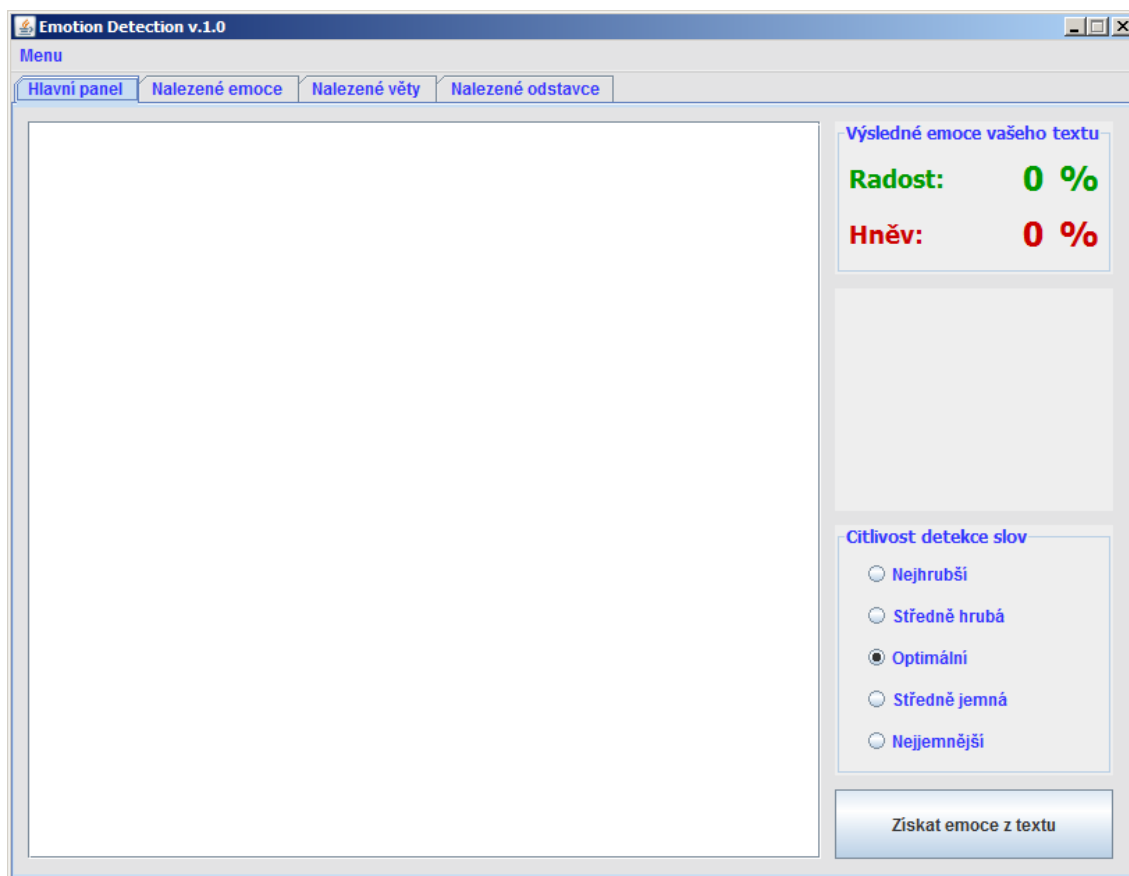 Emotion Detection v.1.0
Menu
Hlavní panel Nalezené emoce Nalezené věty Nalezené odstavce
Výsledné emoce vašeho textu
Radost: 0 %
Hněv: 0 %
Citlivost detekce slov
Nejhrubší
Středně hrubá
Optimální
Středně jemná
Nejjemnější
Získat emoce z textu